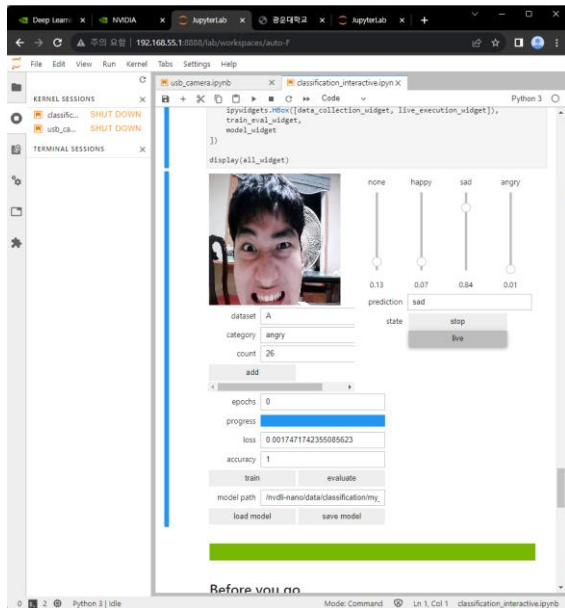 Deep Learni × NVIDIA × JupyterLab × 광운대학교 × JupyterLab × +
주의 요함 192.168.55.1:8888/lab/workspaces/auto-F
File Edit View Run Kernel Tabs Settings Help
KERNEL SESSIONS
classific... SHUT DOWN
usb_ca... SHUT DOWN
TERMINAL SESSIONS
usb_camera.ipynb × classification_interactive.ipyn ×
Code Python 3
ipywidgets.HBox([data_collection_widget, live_execution_widget]),
train_eval_widget,
model_widget
])
display(all_widget)
none happy sad angry
0.13 0.07 0.84 0.01
prediction sad
state stop
live
dataset A
category angry
count 26
add
epochs 0
progress
loss 0.0017471742355085623
accuracy 1
train evaluate
model path /nvdli-nano/data/classification/my_
load model save model
Before you go
0 2 Python 3 | Idle Mode: Command Ln 1, Col 1 classification_interactive.ipynb